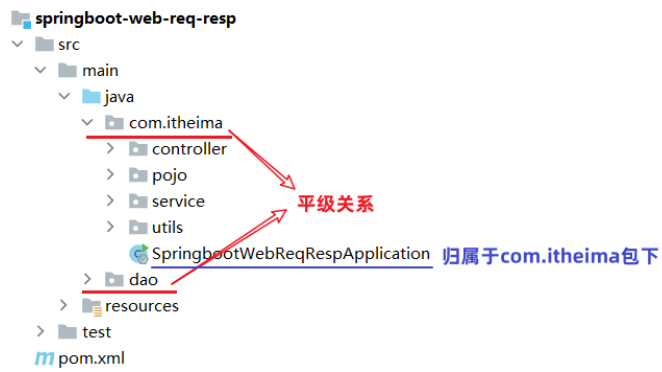 springboot-web-req-resp
src
main
java
com.itheima
controller
pojo
service
平级关系
utils
SpringbootWebReqRespApplication 归属于com.itheima包下
dao
resources
test
pom.xml